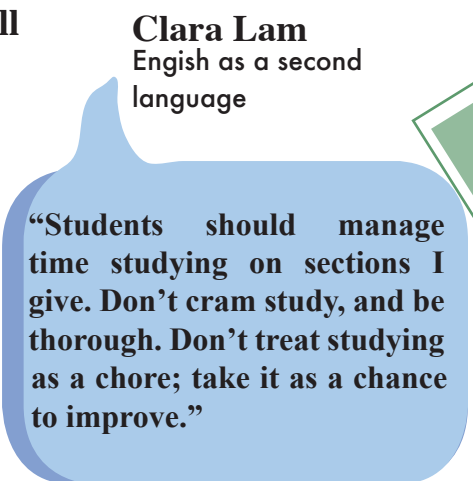 ll
Clara Lam
Engish as a second
language
“Students should manage
time studying on sections I
give. Don’t cram study, and be
thorough. Don’t treat studying
as a chore; take it as a chance
to improve.”